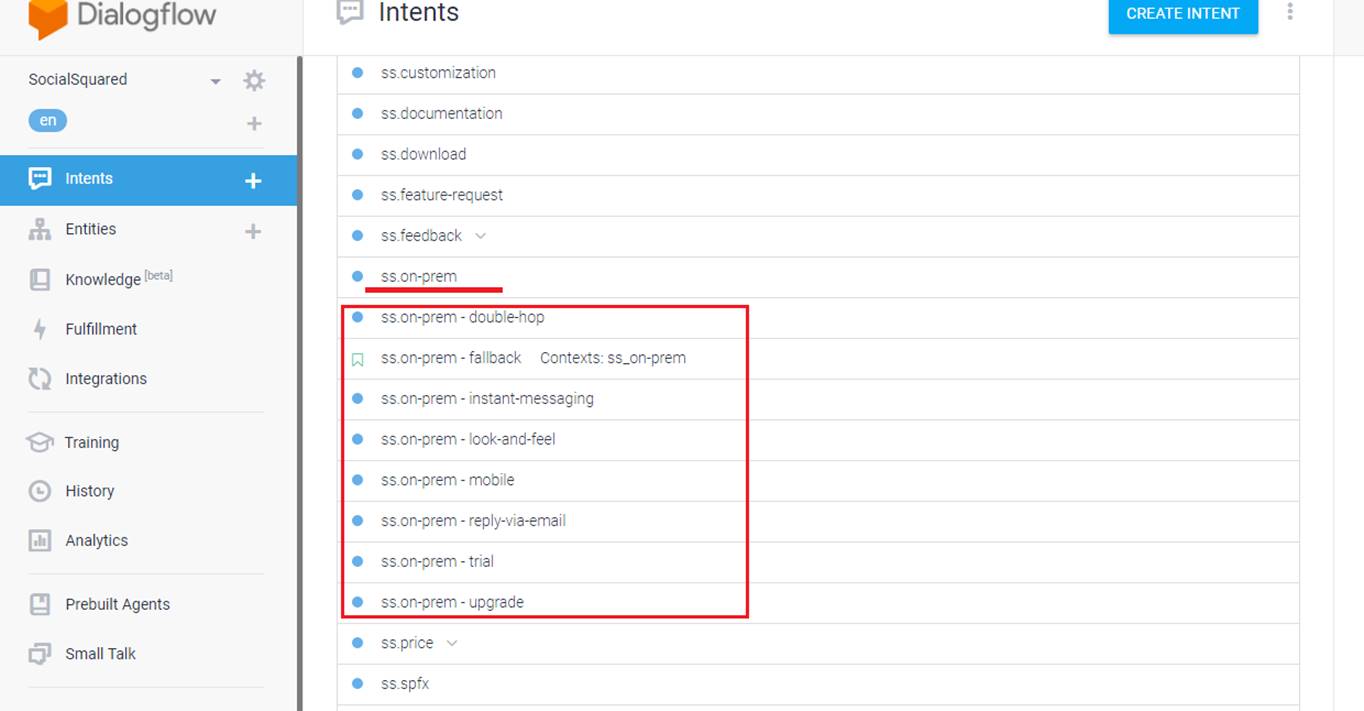 Dialogflow
SocialSquared
en
Intents
Entities
Knowledge [beta]
Fulfillment
Integrations
Training
History
Analytics
Prebuilt Agents
Small Talk
Intents
CREATE INTENT
ss.customization
ss.documentation
ss.download
ss.feature-request
ss.feedback
ss.on-prem
ss.on-prem - double-hop
ss.on-prem - fallback Contexts: ss_on-prem
ss.on-prem - instant-messaging
ss.on-prem - look-and-feel
ss.on-prem - mobile
ss.on-prem - reply-via-email
ss.on-prem - trial
ss.on-prem - upgrade
ss.price
ss.spfx